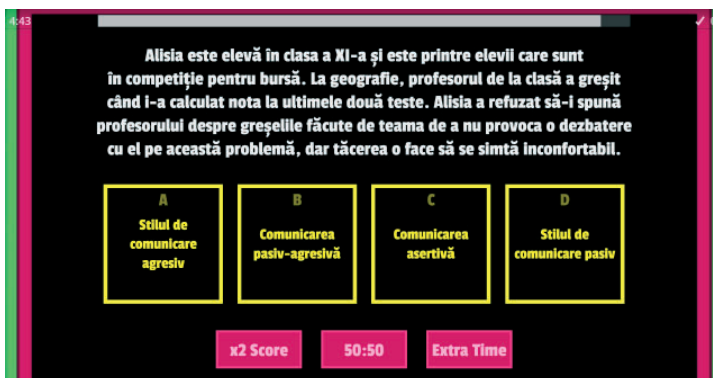 4:43
Alisia este elevă în clasa a XI-a și este printre elevii care sunt
în competiție pentru bursă. La geografie, profesorul de la clasă a greșit
când i-a calculat nota la ultimele două teste. Alisia a refuzat să-i spună
profesorului despre greșelile făcute de teama de a nu provoca o dezbatere
cu el pe această problemă, dar tăcerea o face să se simtă inconfortabil.
A
Stilul de
comunicare
agresiv
B
Comunicarea
pasiv-agresivă
C
Comunicarea
asertivă
D
Stilul de
comunicare pasiv
x2 Score
50:50
Extra Time